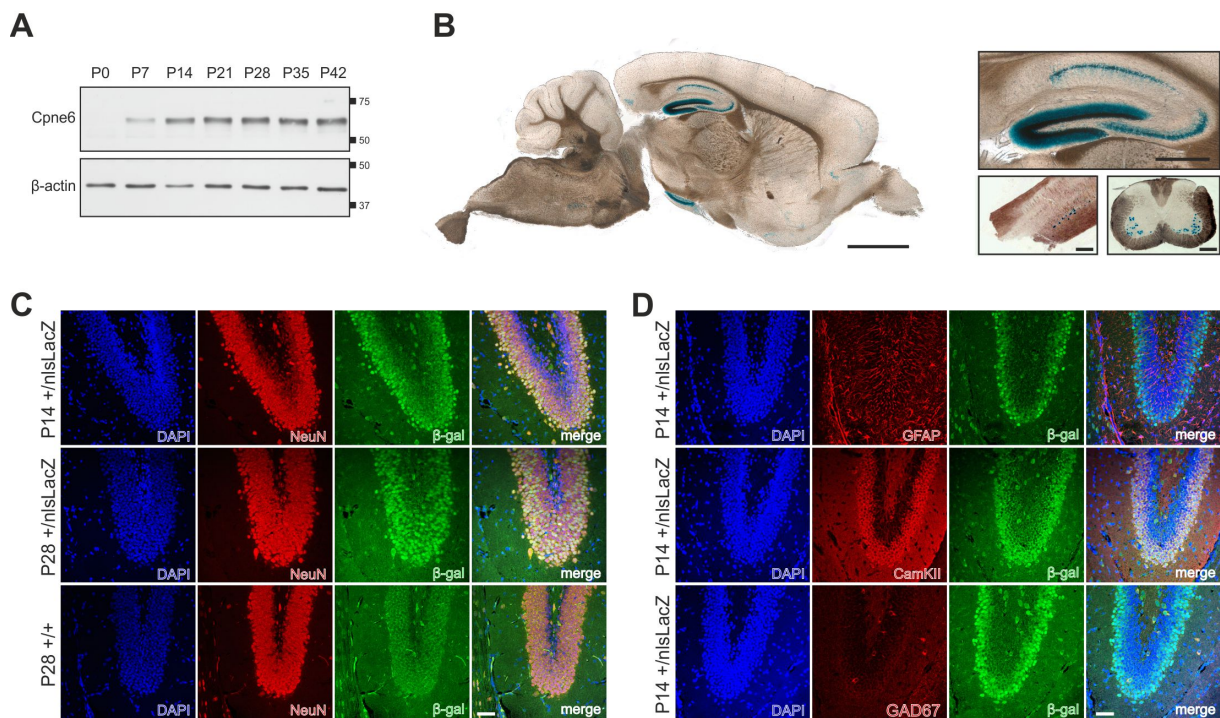 A
P0 P7 P14 P21 P28 P35 P42
Cpne6
75
50
β-actin
50
37
B
C
P14 +/nlsLacZ
DAPI NeuN β-gal merge
P28 +/nlsLacZ
DAPI NeuN β-gal merge
P28 +/+
DAPI NeuN β-gal merge
D
P14 +/nlsLacZ
DAPI GFAP β-gal merge
P14 +/nlsLacZ
DAPI CamKII β-gal merge
P14 +/nlsLacZ
DAPI GAD67 β-gal merge